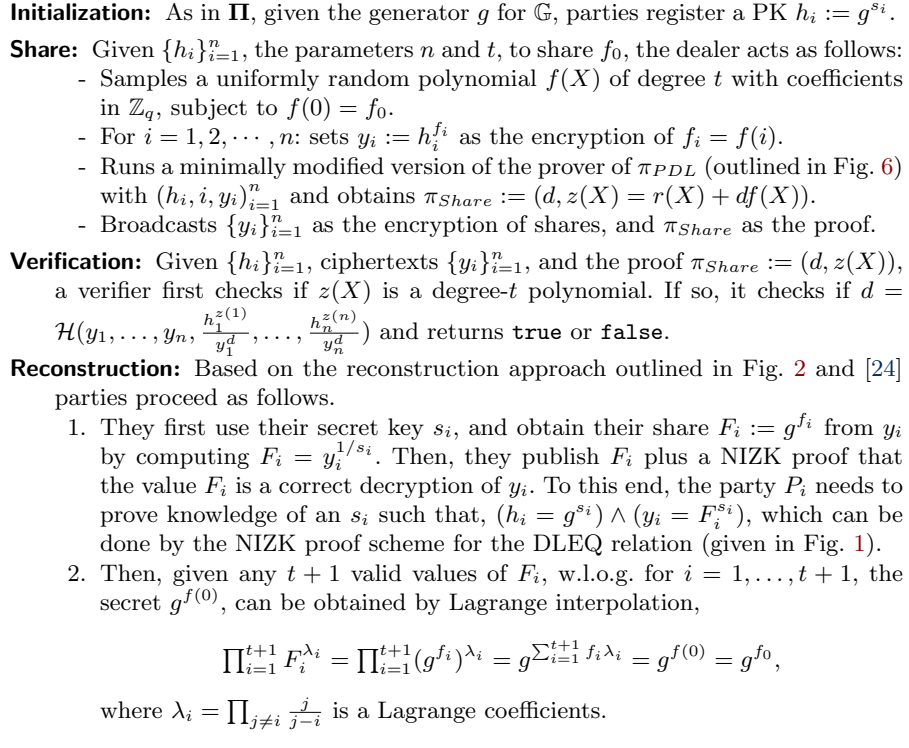 Initialization: As in Π, given the generator g for 𝔾, parties register a PK h_i := g^{s_i}.
Share: Given {h_i}_{i=1}^n, the parameters n and t, to share f_0, the dealer acts as follows:
- Samples a uniformly random polynomial f(X) of degree t with coefficients
in ℤ_q, subject to f(0) = f_0.
- For i = 1, 2, ⋯, n: sets y_i := h_i^{f_i} as the encryption of f_i = f(i).
- Runs a minimally modified version of the prover of π_{PDL} (outlined in Fig. 6)
with (h_i, i, y_i)_{i=1}^n and obtains π_{Share} := (d, z(X) = r(X) + df(X)).
- Broadcasts {y_i}_{i=1}^n as the encryption of shares, and π_{Share} as the proof.
Verification: Given {h_i}_{i=1}^n, ciphertexts {y_i}_{i=1}^n, and the proof π_{Share} := (d, z(X)),
a verifier first checks if z(X) is a degree-t polynomial. If so, it checks if d =
ℋ(y_1, …, y_n, \frac{h_1^{z(1)}}{y_1^d}, …, \frac{h_n^{z(n)}}{y_n^d}) and returns true or false.
Reconstruction: Based on the reconstruction approach outlined in Fig. 2 and [24]
parties proceed as follows.
1. They first use their secret key s_i, and obtain their share F_i := g^{f_i} from y_i
by computing F_i = y_i^{1/s_i}. Then, they publish F_i plus a NIZK proof that
the value F_i is a correct decryption of y_i. To this end, the party P_i needs to
prove knowledge of an s_i such that, (h_i = g^{s_i}) ∧ (y_i = F_i^{s_i}), which can be
done by the NIZK proof scheme for the DLEQ relation (given in Fig. 1).
2. Then, given any t + 1 valid values of F_i, w.l.o.g. for i = 1, …, t + 1, the
secret g^{f(0)}, can be obtained by Lagrange interpolation,
∏_{i=1}^{t+1} F_i^{λ_i} = ∏_{i=1}^{t+1} (g^{f_i})^{λ_i} = g^{∑_{i=1}^{t+1} f_i λ_i} = g^{f(0)} = g^{f_0},
where λ_i = ∏_{j≠i} \frac{j}{j−i} is a Lagrange coefficients.